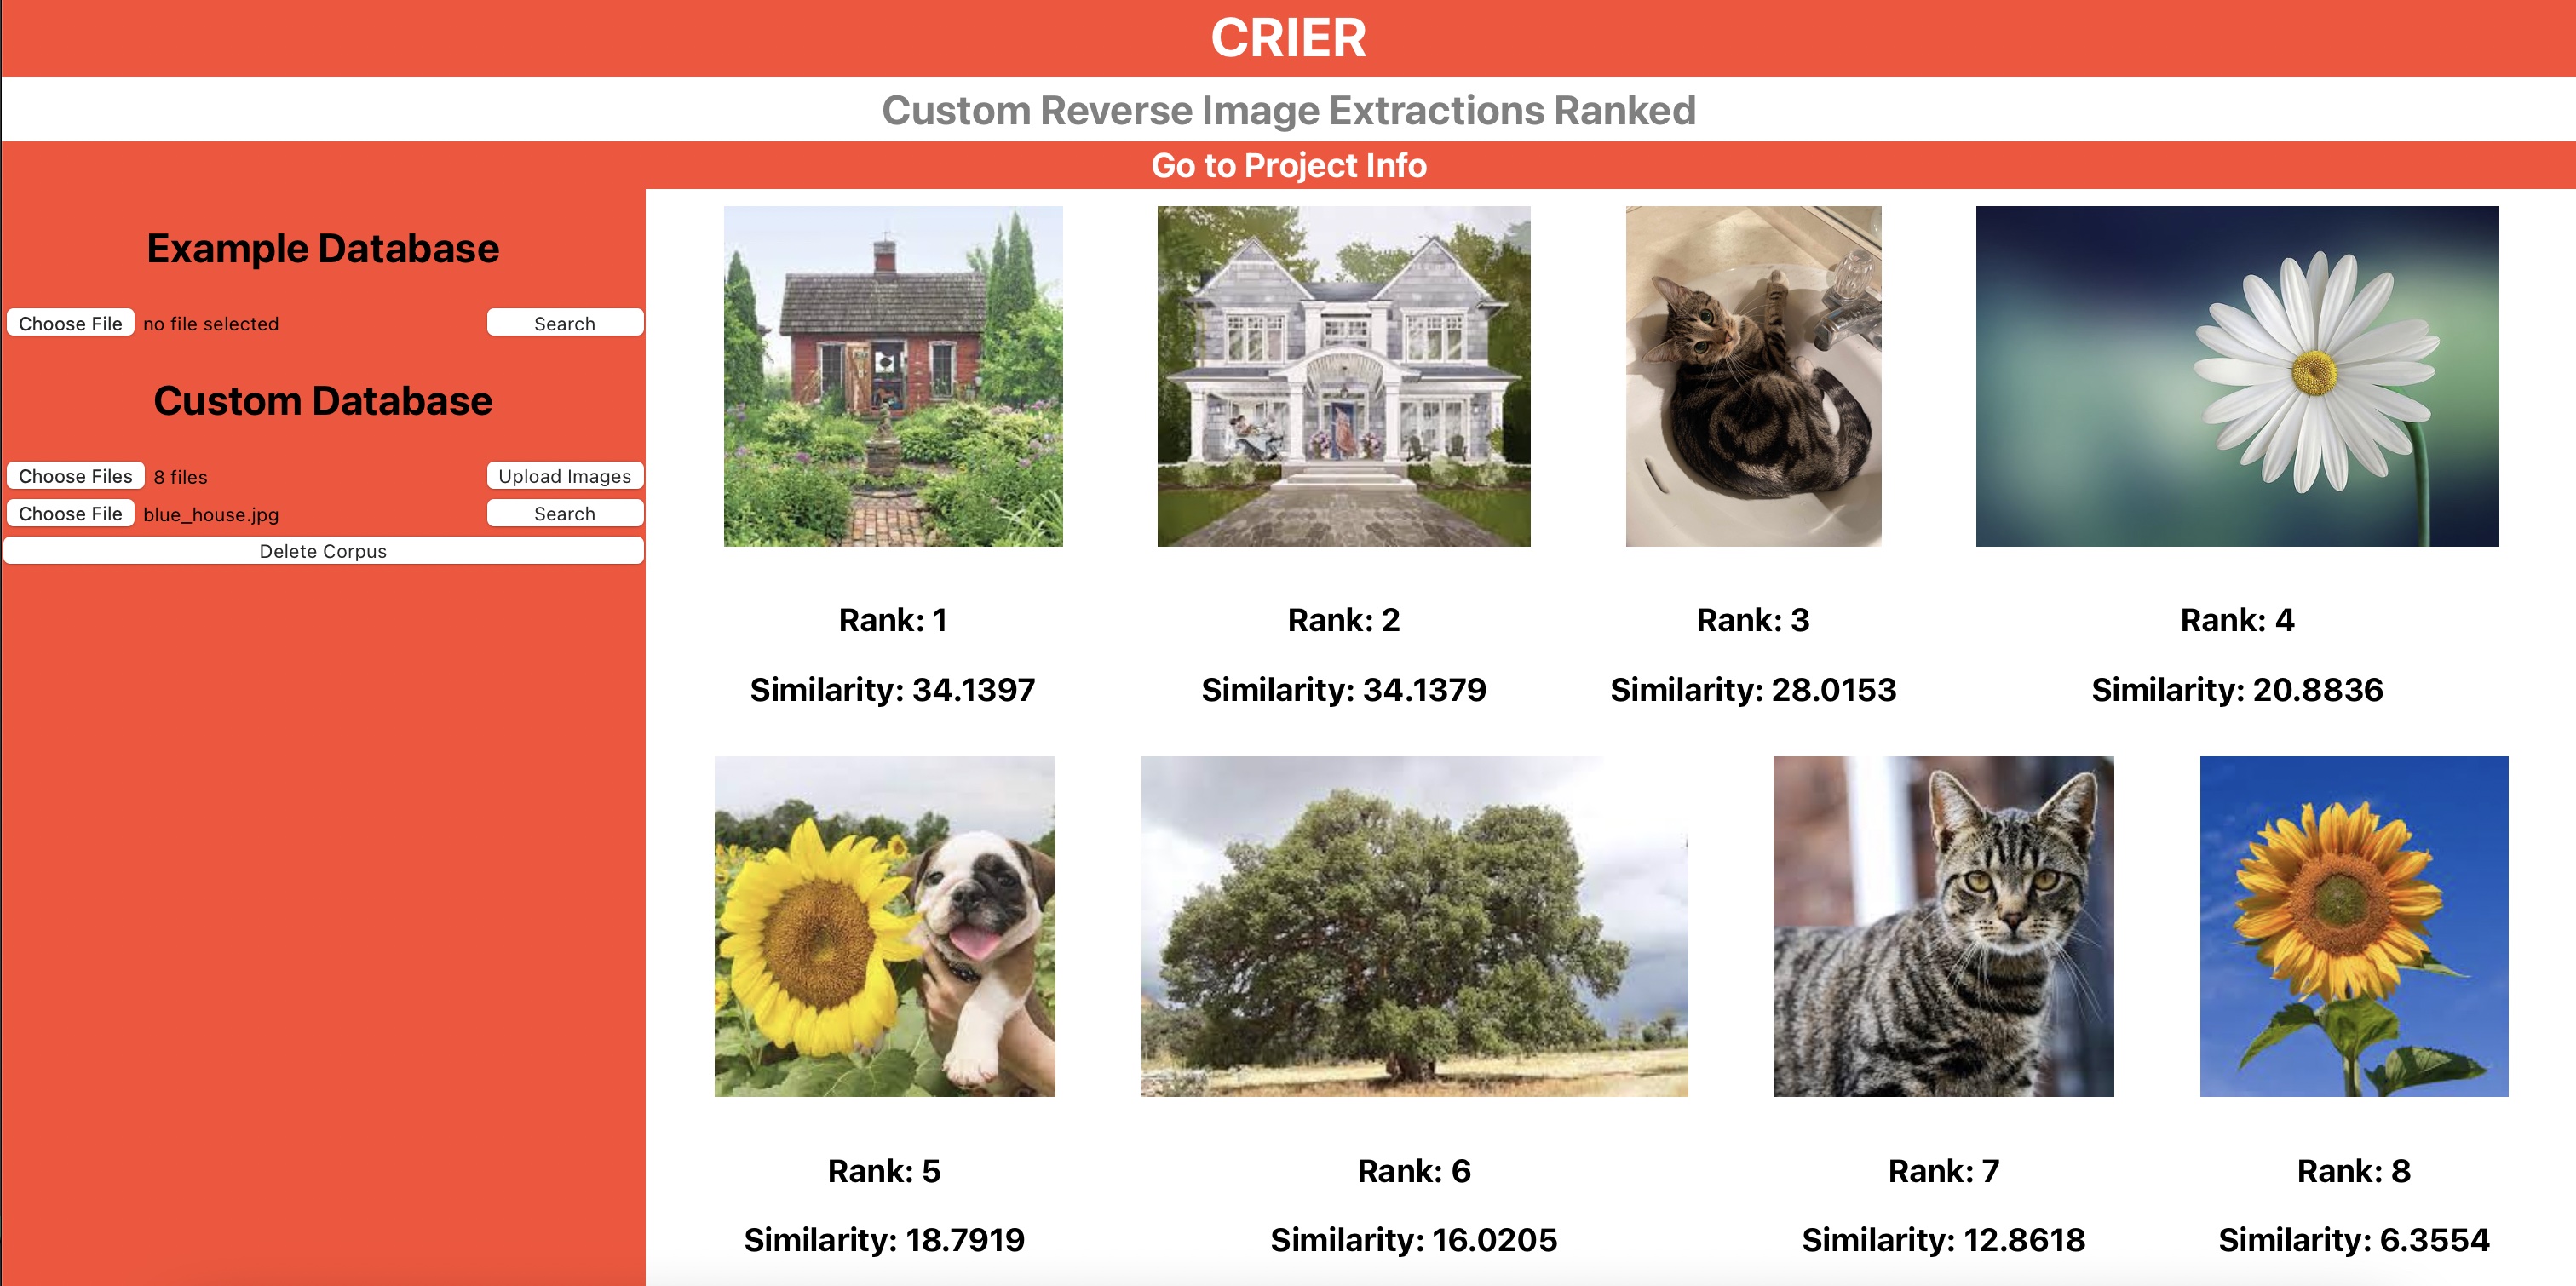 CRIER
Custom Reverse Image Extractions Ranked
Go to Project Info
Example Database
Choose File no file selected Search
Custom Database
Choose Files 8 files Upload Images
Choose File blue_house.jpg Search
Delete Corpus
Rank: 1 Rank: 2 Rank: 3 Rank: 4
Similarity: 34.1397 Similarity: 34.1379 Similarity: 28.0153 Similarity: 20.8836
Rank: 5 Rank: 6 Rank: 7 Rank: 8
Similarity: 18.7919 Similarity: 16.0205 Similarity: 12.8618 Similarity: 6.3554